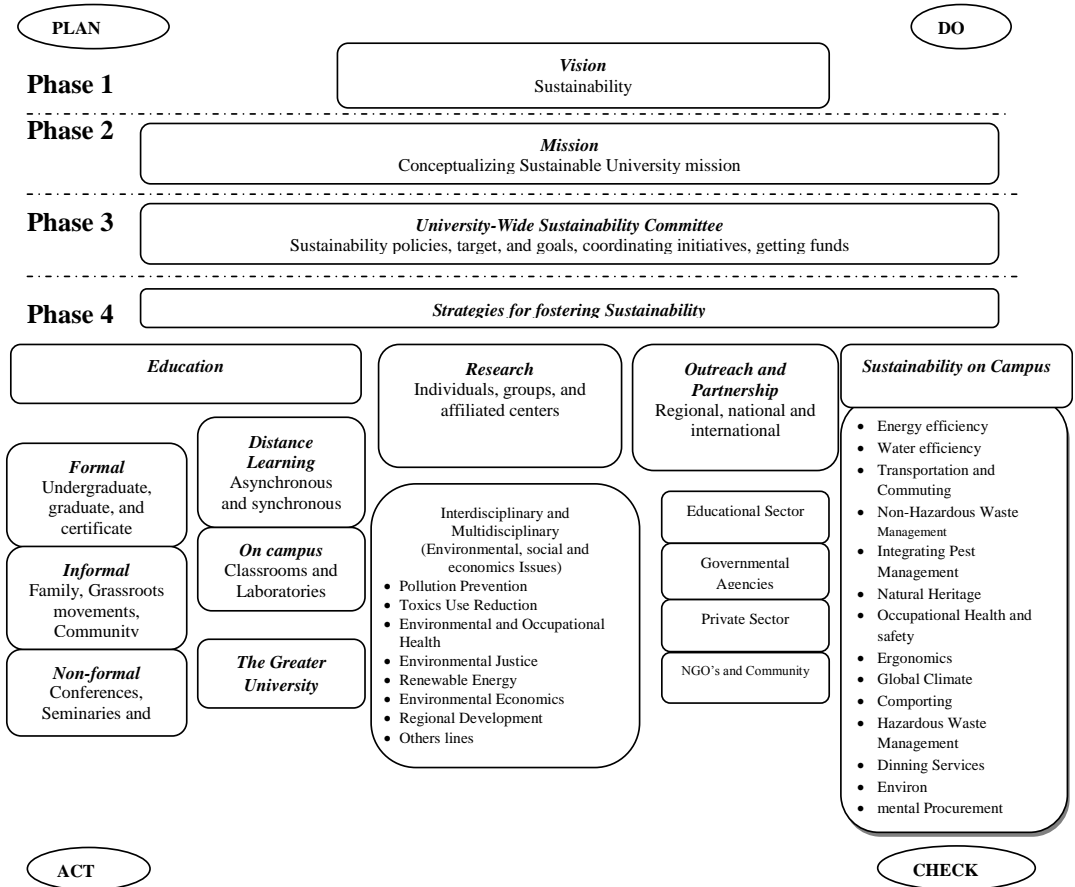 PLAN
DO
Phase 1
Vision
Sustainability
Phase 2
Mission
Conceptualizing Sustainable University mission
Phase 3
University-Wide Sustainability Committee
Sustainability policies, target, and goals, coordinating initiatives, getting funds
Phase 4
Strategies for fostering Sustainability
Education
Formal
Undergraduate,
graduate, and
certificate
Informal
Family, Grassroots
movements,
Community
Non-formal
Conferences,
Seminaries and
Distance
Learning
Asynchronous
and synchronous
On campus
Classrooms and
Laboratories
The Greater
University
Research
Individuals, groups, and
affiliated centers
Interdisciplinary and
Multidisciplinary
(Environmental, social and
economics Issues)
• Pollution Prevention
• Toxics Use Reduction
• Environmental and Occupational
Health
• Environmental Justice
• Renewable Energy
• Environmental Economics
• Regional Development
• Others lines
Outreach and
Partnership
Regional, national and
international
Educational Sector
Governmental
Agencies
Private Sector
NGO's and Community
Sustainability on Campus
• Energy efficiency
• Water efficiency
• Transportation and
Commuting
• Non-Hazardous Waste
Management
• Integrating Pest
Management
• Natural Heritage
• Occupational Health and
safety
• Ergonomics
• Global Climate
• Comporting
• Hazardous Waste
Management
• Dinning Services
• Environ
• mental Procurement
ACT
CHECK